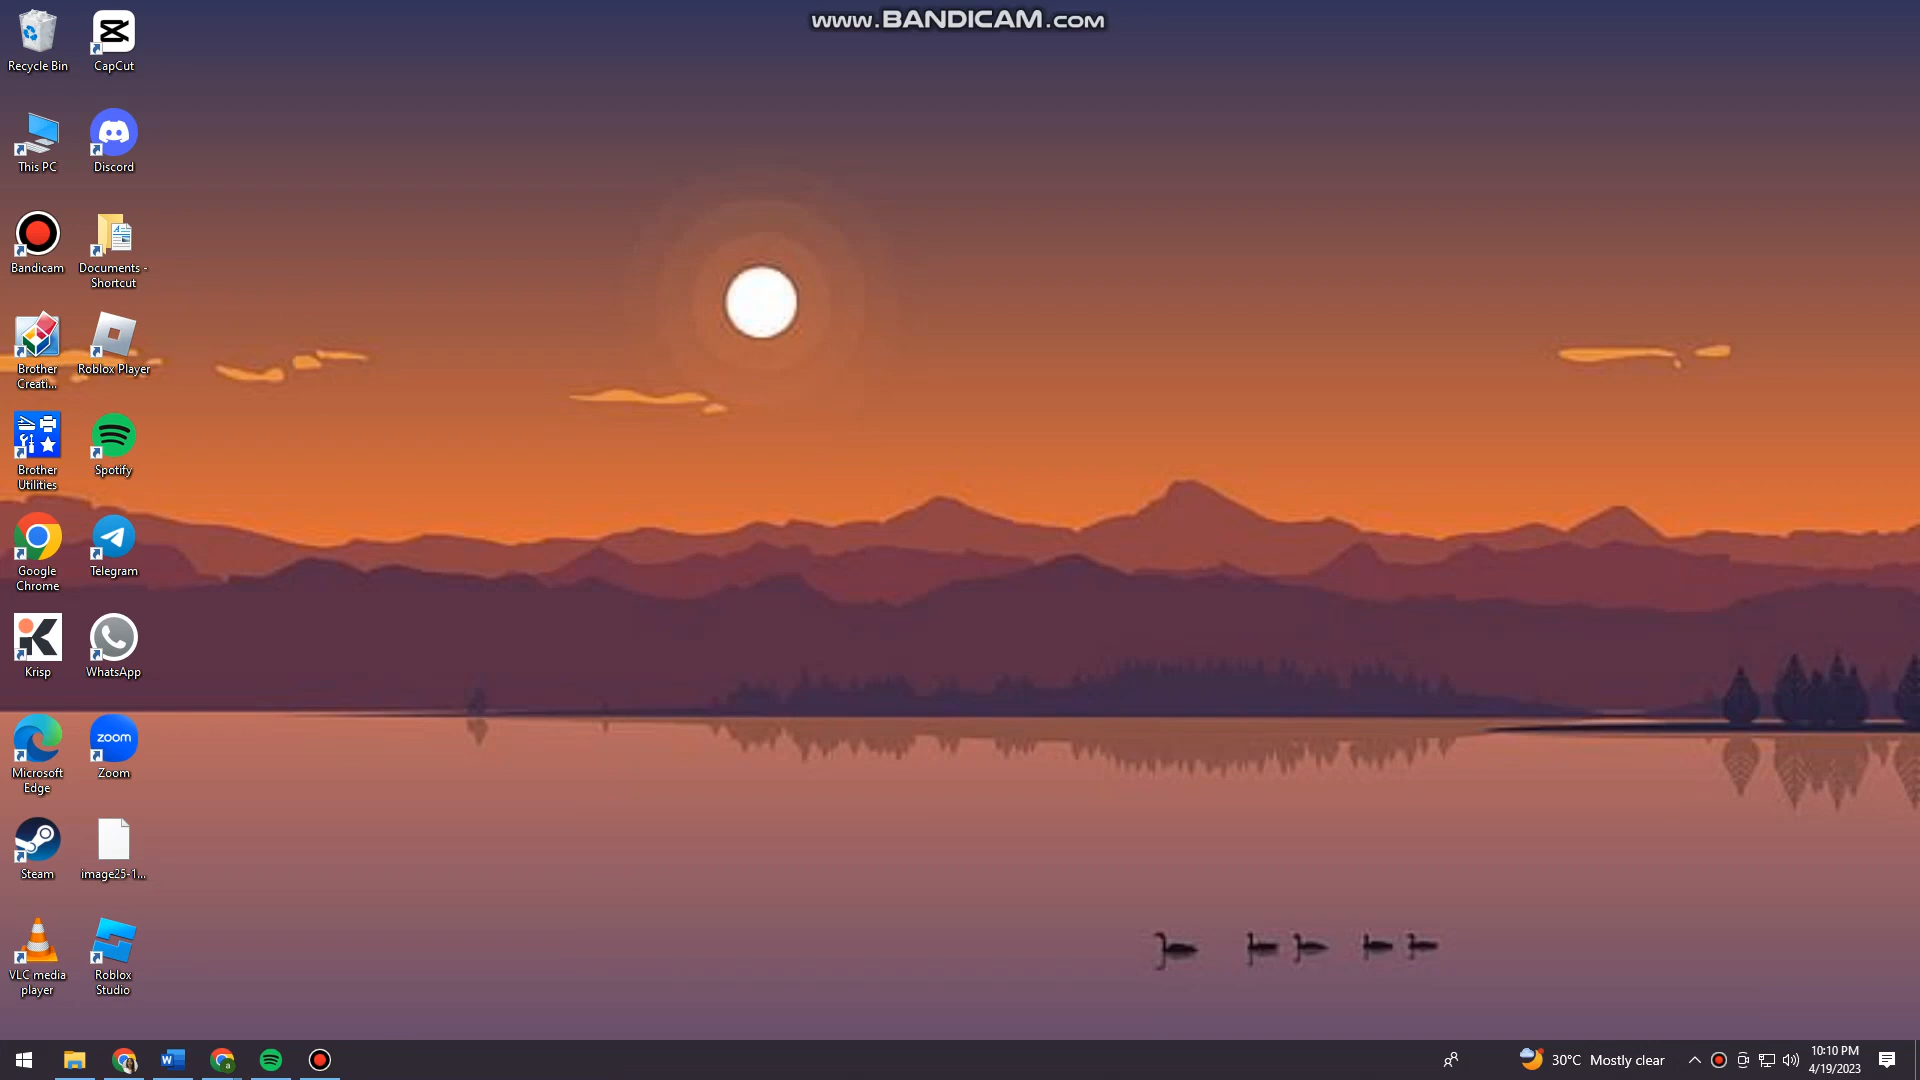 www.BANDICAM.com
Recycle Bin
CapCut
This PC
Discord
Bandicam
Documents -
Shortcut
Brother
Creati...
Roblox Player
Brother
Utilities
Spotify
Google
Chrome
Telegram
Krisp
WhatsApp
Microsoft
Edge
zoom
Zoom
Steam
image25-1...
VLC media
player
Roblox
Studio
W
a
30°C Mostly clear
10:10 PM
4/19/2023